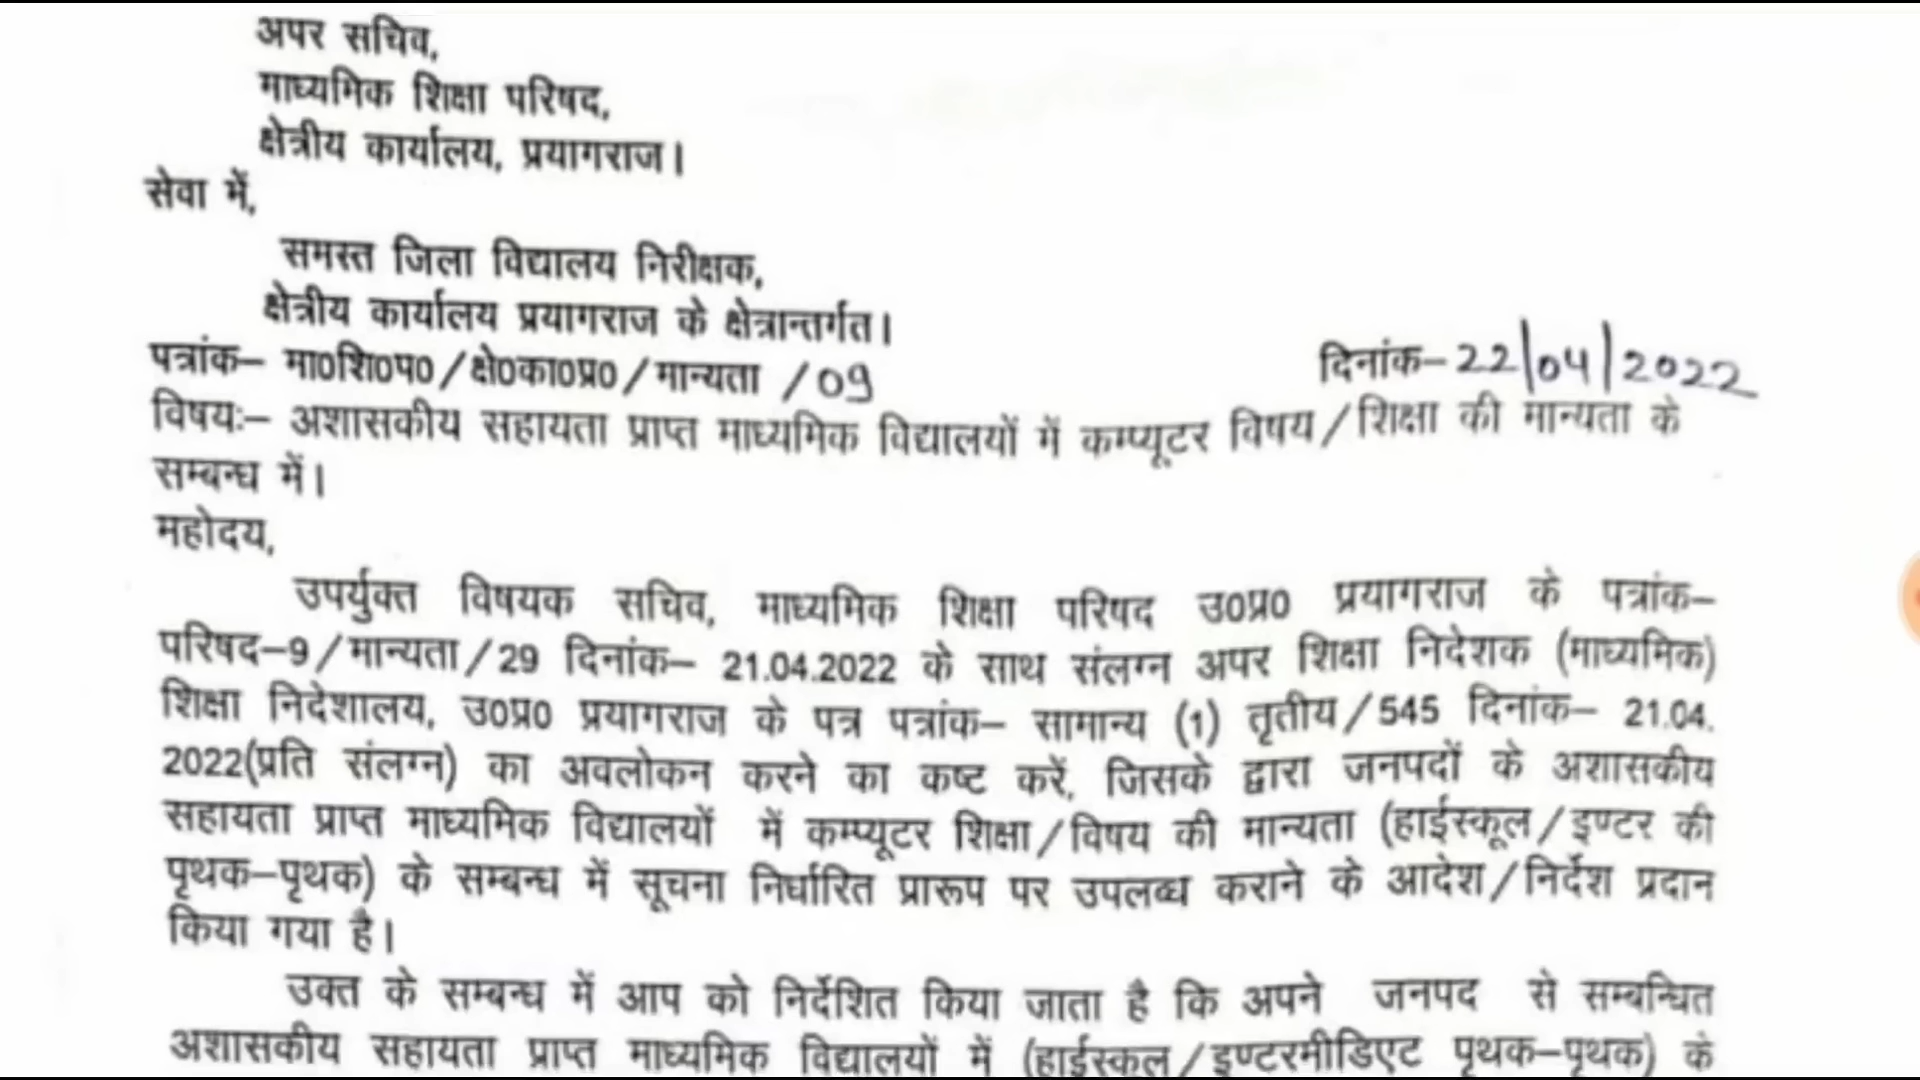 अपर सचिव,
माध्यमिक शिक्षा परिषद,
क्षेत्रीय कार्यालय, प्रयागराज।
सेवा में,
समस्त जिला विद्यालय निरीक्षक,
क्षेत्रीय कार्यालय प्रयागराज के क्षेत्रान्तर्गत।
पत्रांक– मा0शि0प0/क्षे0का0प्र0/मान्यता /09 दिनांक–22/04/2022
विषयः– अशासकीय सहायता प्राप्त माध्यमिक विद्यालयों में कम्प्यूटर विषय/शिक्षा की मान्यता के
सम्बन्ध में।
महोदय,
उपर्युक्त विषयक सचिव, माध्यमिक शिक्षा परिषद उ0प्र0 प्रयागराज के पत्रांक–
परिषद–9/मान्यता/29 दिनांक– 21.04.2022 के साथ संलग्न अपर शिक्षा निदेशक (माध्यमिक)
शिक्षा निदेशालय, उ0प्र0 प्रयागराज के पत्र पत्रांक– सामान्य (1) तृतीय/545 दिनांक– 21.04.
2022(प्रति संलग्न) का अवलोकन करने का कष्ट करें, जिसके द्वारा जनपदों के अशासकीय
सहायता प्राप्त माध्यमिक विद्यालयों में कम्प्यूटर शिक्षा/विषय की मान्यता (हाईस्कूल/इण्टर की
पृथक–पृथक) के सम्बन्ध में सूचना निर्धारित प्रारूप पर उपलब्ध कराने के आदेश/निर्देश प्रदान
किया गया है।
उक्त के सम्बन्ध में आप को निर्देशित किया जाता है कि अपने जनपद से सम्बन्धित
अशासकीय सहायता प्राप्त माध्यमिक विद्यालयों में (हाईस्कूल/इण्टरमीडिएट पृथक–पृथक) के